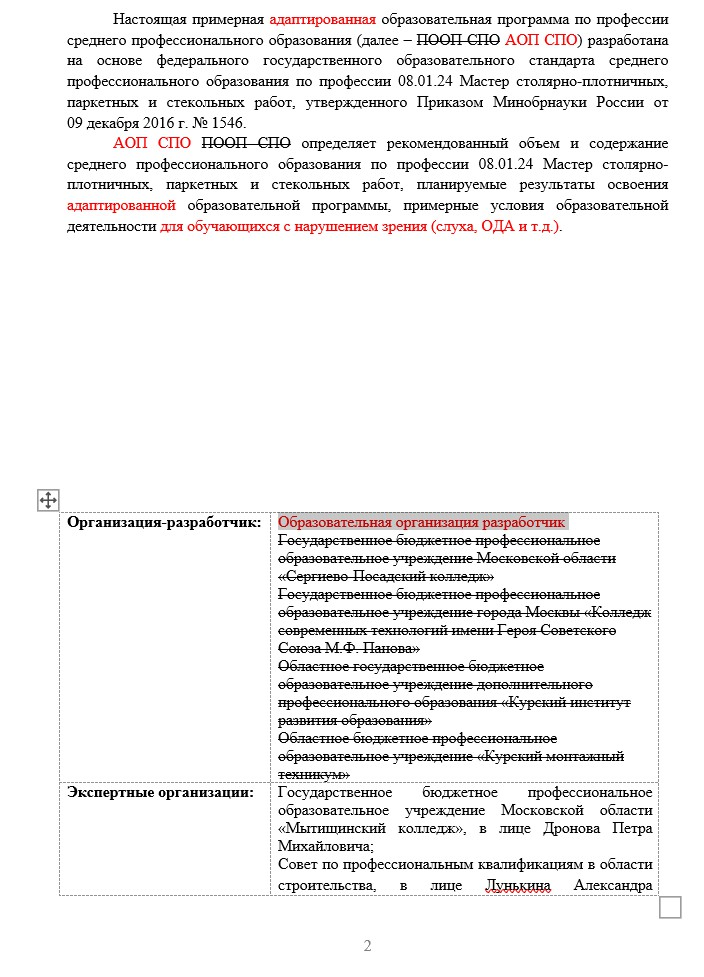 Настоящая примерная адаптированная образовательная программа по профессии
среднего профессионального образования (далее – ПООП СПО АОП СПО) разработана
на основе федерального государственного образовательного стандарта среднего
профессионального образования по профессии 08.01.24 Мастер столярно-плотничных,
паркетных и стекольных работ, утвержденного Приказом Минобрнауки России от
09 декабря 2016 г. № 1546.
АОП СПО ПООП СПО определяет рекомендованный объем и содержание
среднего профессионального образования по профессии 08.01.24 Мастер столярно-
плотничных, паркетных и стекольных работ, планируемые результаты освоения
адаптированной образовательной программы, примерные условия образовательной
деятельности для обучающихся с нарушением зрения (слуха, ОДА и т.д.).
Организация-разработчик:
Образовательная организация разработчик
Государственное бюджетное профессиональное
образовательное учреждение Московской области
«Сергиево-Посадский колледж»
Государственное бюджетное профессиональное
образовательное учреждение города Москвы «Колледж
современных технологий имени Героя Советского
Союза М.Ф. Панова»
Областное государственное бюджетное
образовательное учреждение дополнительного
профессионального образования «Курский институт
развития образования»
Областное бюджетное профессиональное
образовательное учреждение «Курский монтажный
техникум»
Экспертные организации:
Государственное бюджетное профессиональное
образовательное учреждение Московской области
«Мытищинский колледж», в лице Дронова Петра
Михайловича;
Совет по профессиональным квалификациям в области
строительства, в лице Лунькина Александра
2